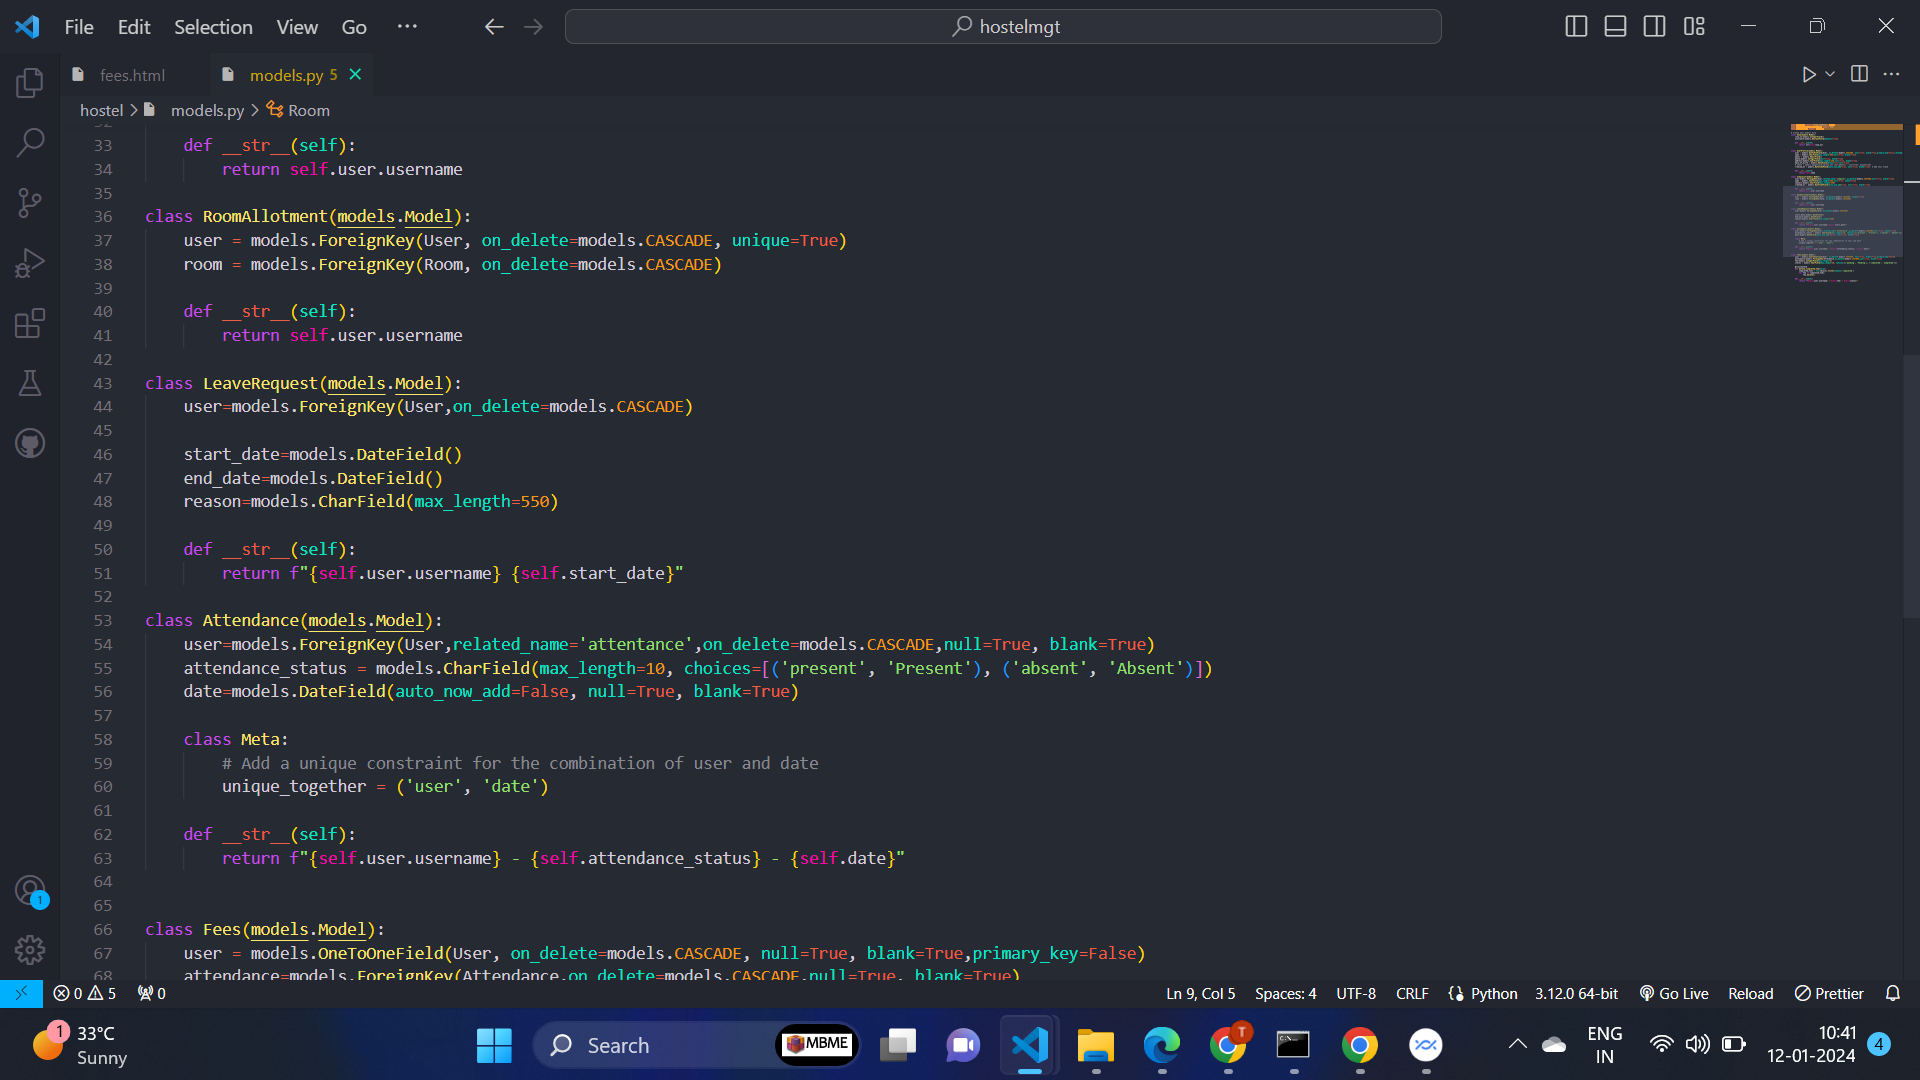 File Edit Selection View Go ···
hostelmgt
fees.html
models.py 5
hostel > models.py > Room
32
33 def __str__(self):
34 return self.user.username
35
36 class RoomAllotment(models.Model):
37 user = models.ForeignKey(User, on_delete=models.CASCADE, unique=True)
38 room = models.ForeignKey(Room, on_delete=models.CASCADE)
39
40 def __str__(self):
41 return self.user.username
42
43 class LeaveRequest(models.Model):
44 user=models.ForeignKey(User,on_delete=models.CASCADE)
45
46 start_date=models.DateField()
47 end_date=models.DateField()
48 reason=models.CharField(max_length=550)
49
50 def __str__(self):
51 return f"{self.user.username} {self.start_date}"
52
53 class Attendance(models.Model):
54 user=models.ForeignKey(User,related_name='attentance',on_delete=models.CASCADE,null=True, blank=True)
55 attendance_status = models.CharField(max_length=10, choices=[('present', 'Present'), ('absent', 'Absent')])
56 date=models.DateField(auto_now_add=False, null=True, blank=True)
57
58 class Meta:
59 # Add a unique constraint for the combination of user and date
60 unique_together = ('user', 'date')
61
62 def __str__(self):
63 return f"{self.user.username} - {self.attendance_status} - {self.date}"
64
65
66 class Fees(models.Model):
67 user = models.OneToOneField(User, on_delete=models.CASCADE, null=True, blank=True,primary_key=False)
68 attendance=models.ForeignKey(Attendance,on_delete=models.CASCADE,null=True, blank=True)
1
0 5 0
Ln 9, Col 5 Spaces: 4 UTF-8 CRLF Python 3.12.0 64-bit Go Live Reload Prettier
1 33°C
Sunny
Search MBME
T
ENG
IN
10:41
12-01-2024
4